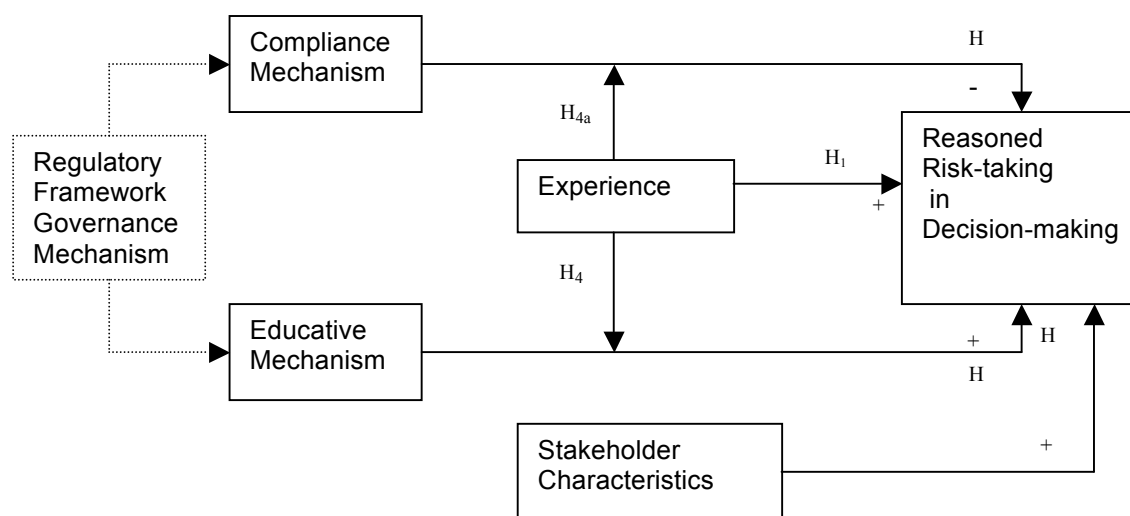 Compliance
Mechanism
H
-
H4a
Regulatory
Framework
Governance
Mechanism
Experience
H1
+
Reasoned
Risk-taking
in
Decision-making
H4
Educative
Mechanism
+
H
H
Stakeholder
Characteristics
+